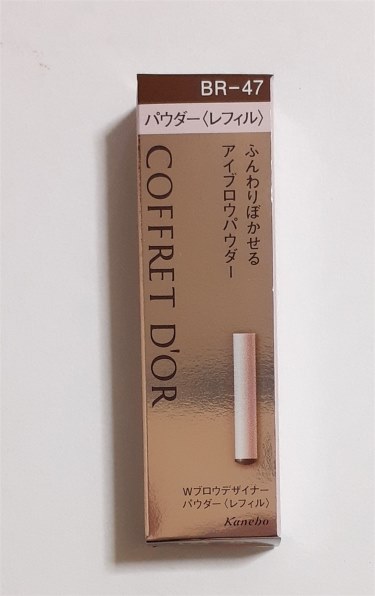 BR-47
パウダー〈レフィル〉
ふんわりぼかせる
アイブロウパウダー
COFFRET D'OR
Wブロウデザイナー
パウダー〈レフィル〉
Kanebo